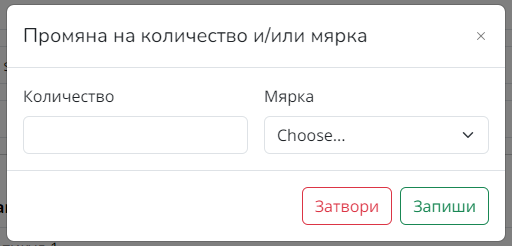 Промяна на количество и/или мярка ×
Количество Мярка
Choose...
Затвори Запиши